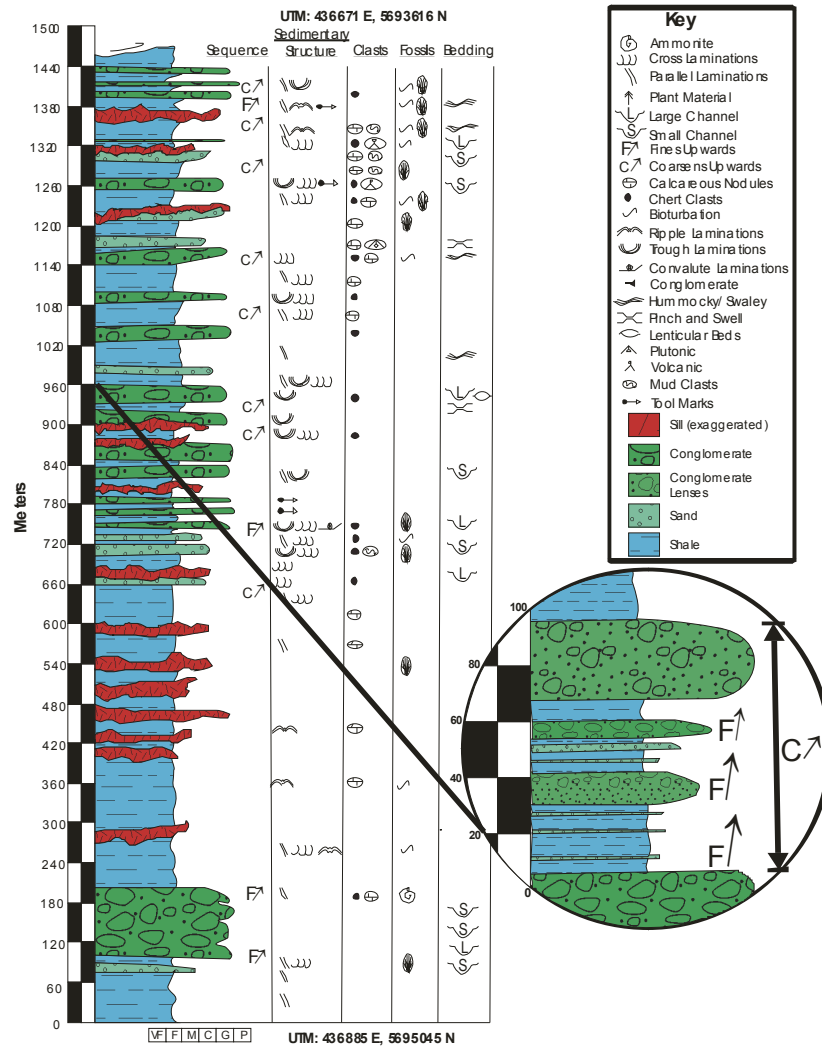 UTM: 436671 E, 5693616 N
Sequence
Sedimentary
Structure
Clasts
Fossils
Bedding
Meters
1500
1440
1380
1320
1260
1200
1140
1080
1020
960
900
840
780
720
660
600
540
480
420
360
300
240
180
120
60
0
C
F
C
C
C
C
C
C
F
C
F
F
L
S
S
L
S
L
S
L
S
S
L
S
VF F M C G P
UTM: 436885 E, 5695045 N
Key
Ammonite
Cross Laminations
Parallel Laminations
Plant Material
L Large Channel
S Small Channel
F Fines Upwards
C Coarsens Upwards
Calcareous Nodules
Chert Clasts
Bioturbation
Ripple Laminations
Trough Laminations
Convalute Laminations
Conglomerate
Hummocky/ Swaley
Pinch and Swell
Lenticular Beds
Plutonic
Volcanic
Mud Clasts
Tool Marks
Sill (exaggerated)
Conglomerate
Conglomerate
Lenses
Sand
Shale
100
80
60
40
20
0
F
F
F
C